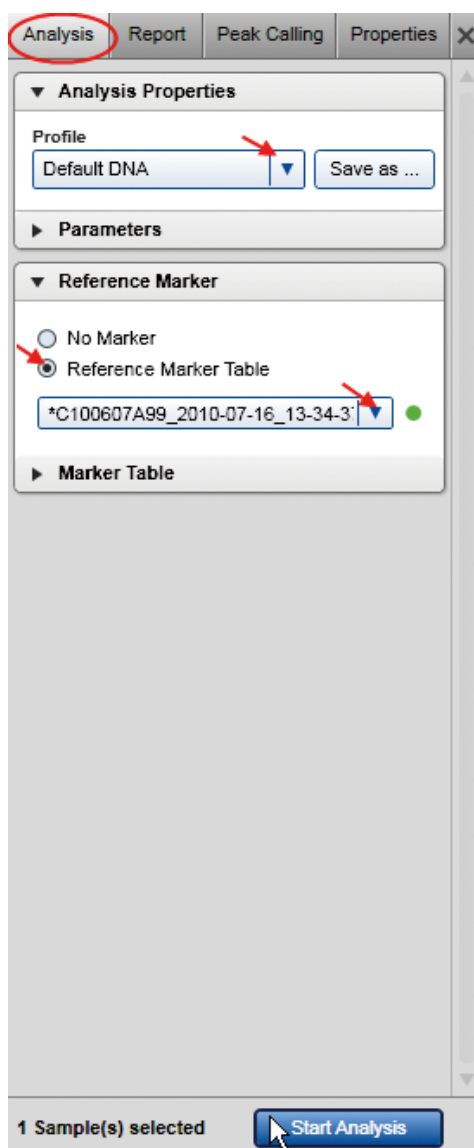 Analysis Report Peak Calling Properties
Analysis Properties
Profile
Default DNA Save as ...
Parameters
Reference Marker
No Marker
Reference Marker Table
*C100607A99_2010-07-16_13-34-3
Marker Table
1 Sample(s) selected Start Analysis